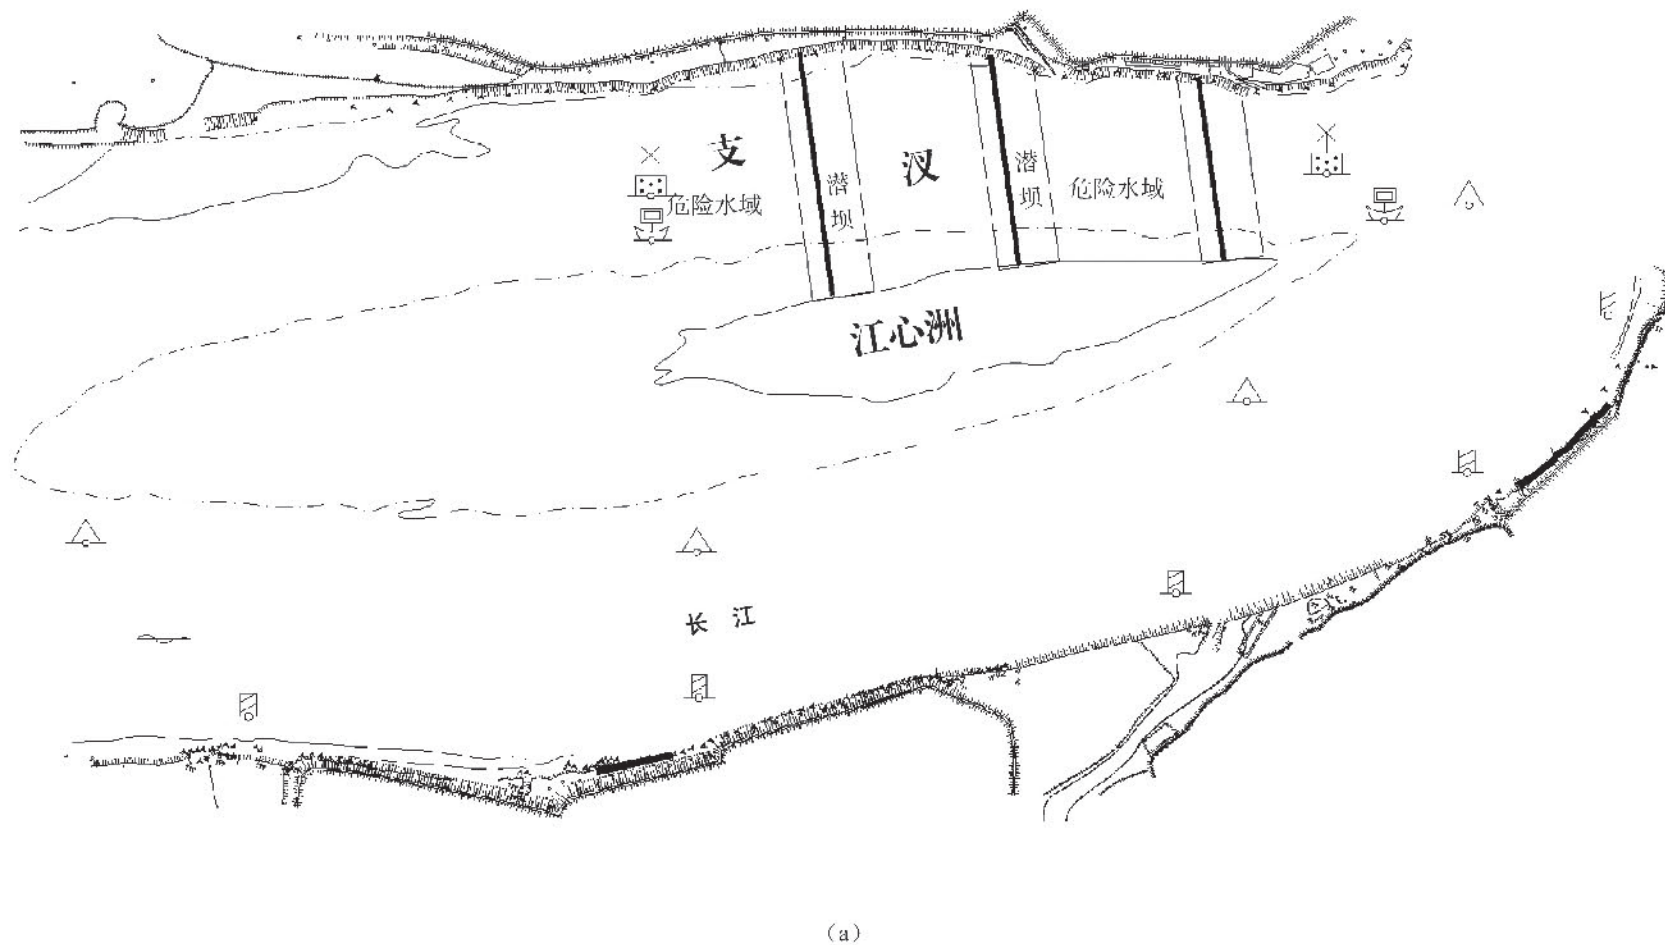 支 汊
潜坝
潜坝
危险水域
危险水域
江心洲
长 江
（a）